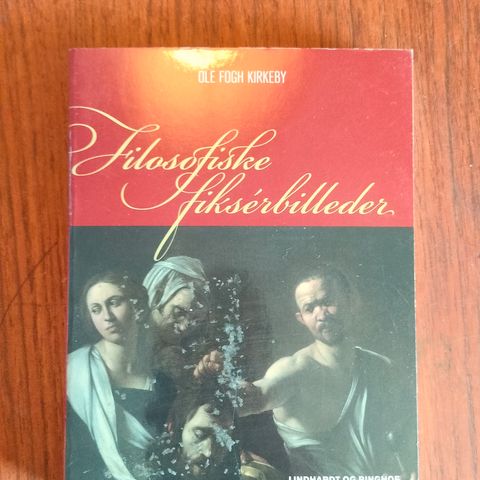 OLE FOGH KIRKEBY
Filosofiske
fiksérbilleder
LINDHARDT OG RINGHOF